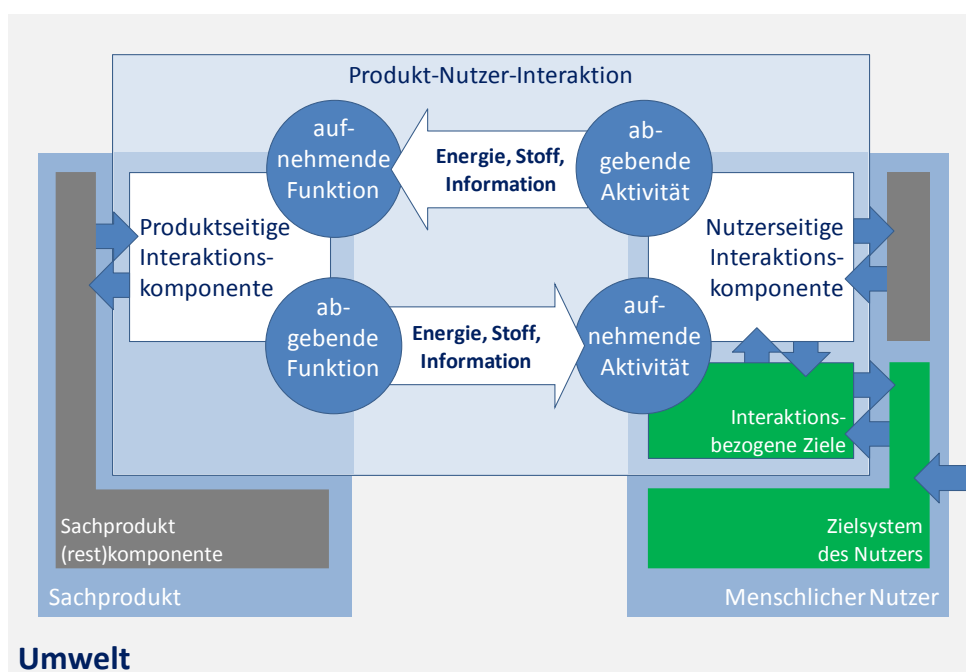 Produkt-Nutzer-Interaktion
auf-
nehmende
Funktion
Energie, Stoff,
Information
ab-
gebende
Aktivität
Produktseitige
Interaktions-
komponente
Nutzerseitige
Interaktions-
komponente
ab-
gebende
Funktion
Energie, Stoff,
Information
auf-
nehmende
Aktivität
Interaktions-
bezogene Ziele
Sachprodukt
(rest)komponente
Zielsystem
des Nutzers
Sachprodukt
Menschlicher Nutzer
Umwelt